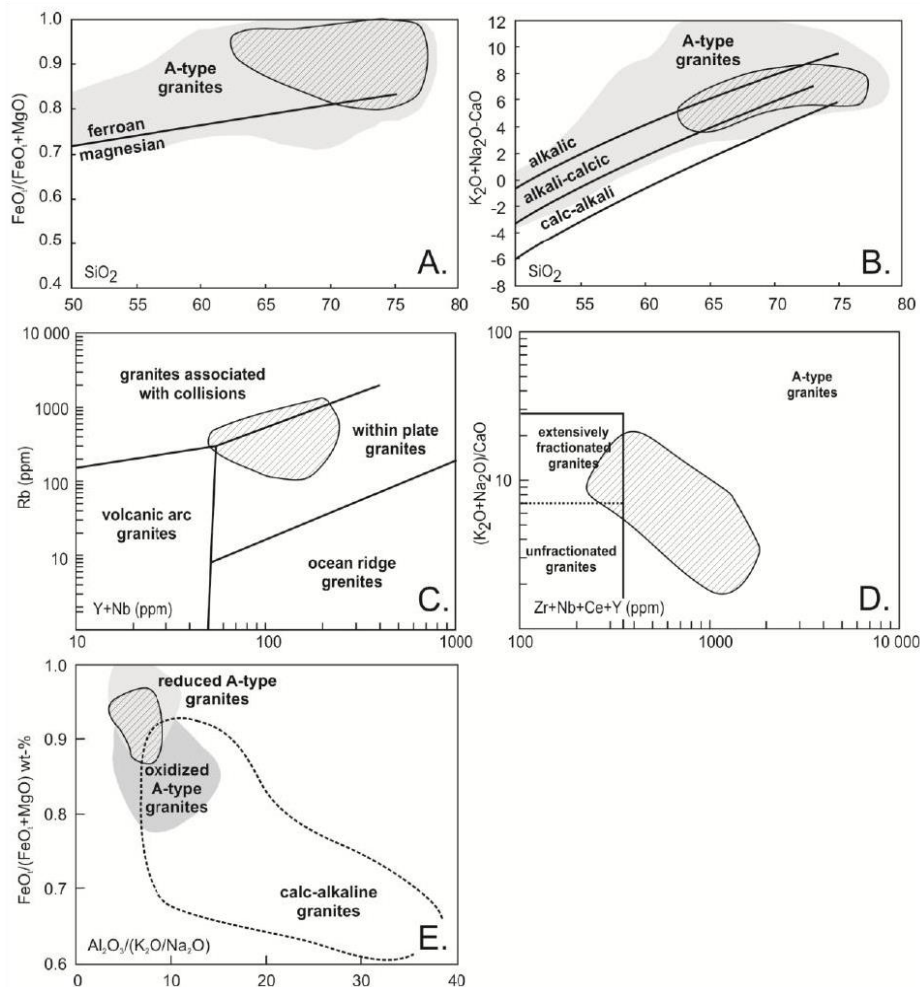 FeOₜ/(FeOₜ+MgO)
1.0
0.9
0.8
0.7
0.6
0.5
0.4
A-type
granites
ferroan
magnesian
SiO₂
A.
50
55
60
65
70
75
80
K₂O+Na₂O-CaO
12
10
8
6
4
2
0
-2
-4
-6
-8
A-type
granites
alkalic
alkali-calcic
calc-alkali
SiO₂
B.
50
55
60
65
70
75
80
Rb (ppm)
10 000
1000
100
10
granites associated
with collisions
within plate
granites
volcanic arc
granites
ocean ridge
grenites
Y+Nb (ppm)
C.
10
100
1000
(K₂O+Na₂O)/CaO
100
10
A-type
granites
extensively
fractionated
granites
unfractionated
granites
Zr+Nb+Ce+Y (ppm)
D.
100
1000
10 000
FeOₜ/(FeOₜ+MgO) wt-%
1.0
0.9
0.8
0.7
0.6
reduced A-type
granites
oxidized
A-type
granites
calc-alkaline
granites
Al₂O₃/(K₂O/Na₂O)
E.
0
10
20
30
40